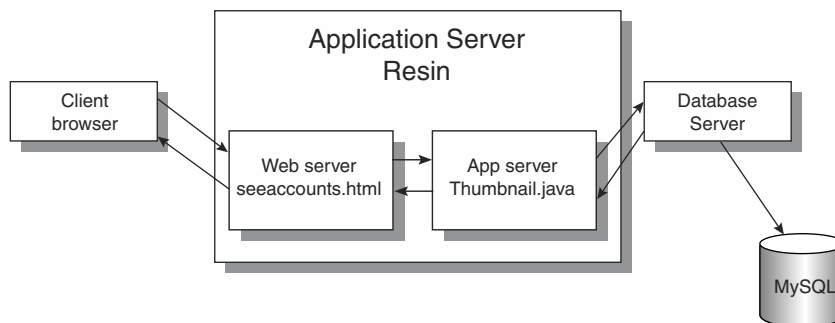 Application Server
Resin
Client
browser
Web server
seeaccounts.html
App server
Thumbnail.java
Database
Server
MySQL